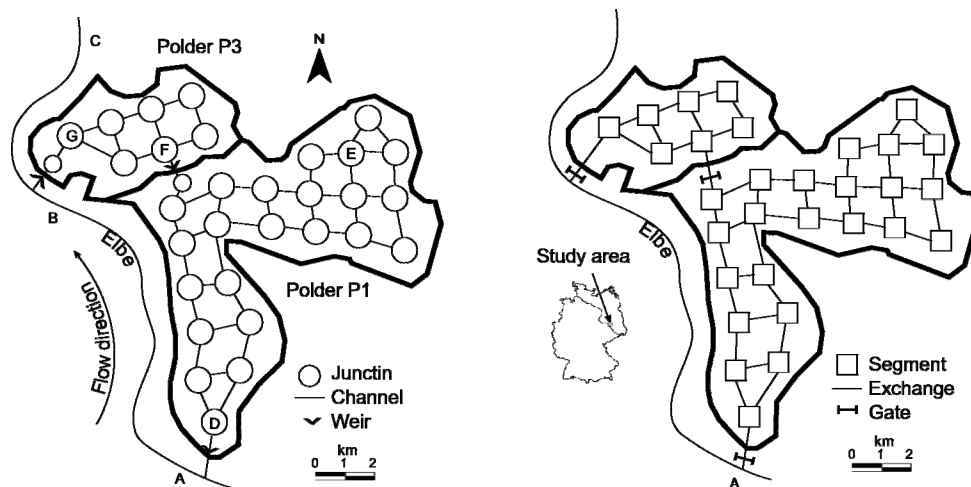 C
Polder P3
N
G
F
E
B
Elbe
Flow direction
Polder P1
D
A
Junctin
Channel
Weir
km
0 1 2
Elbe
Study area
Segment
Exchange
Gate
km
0 1 2
A